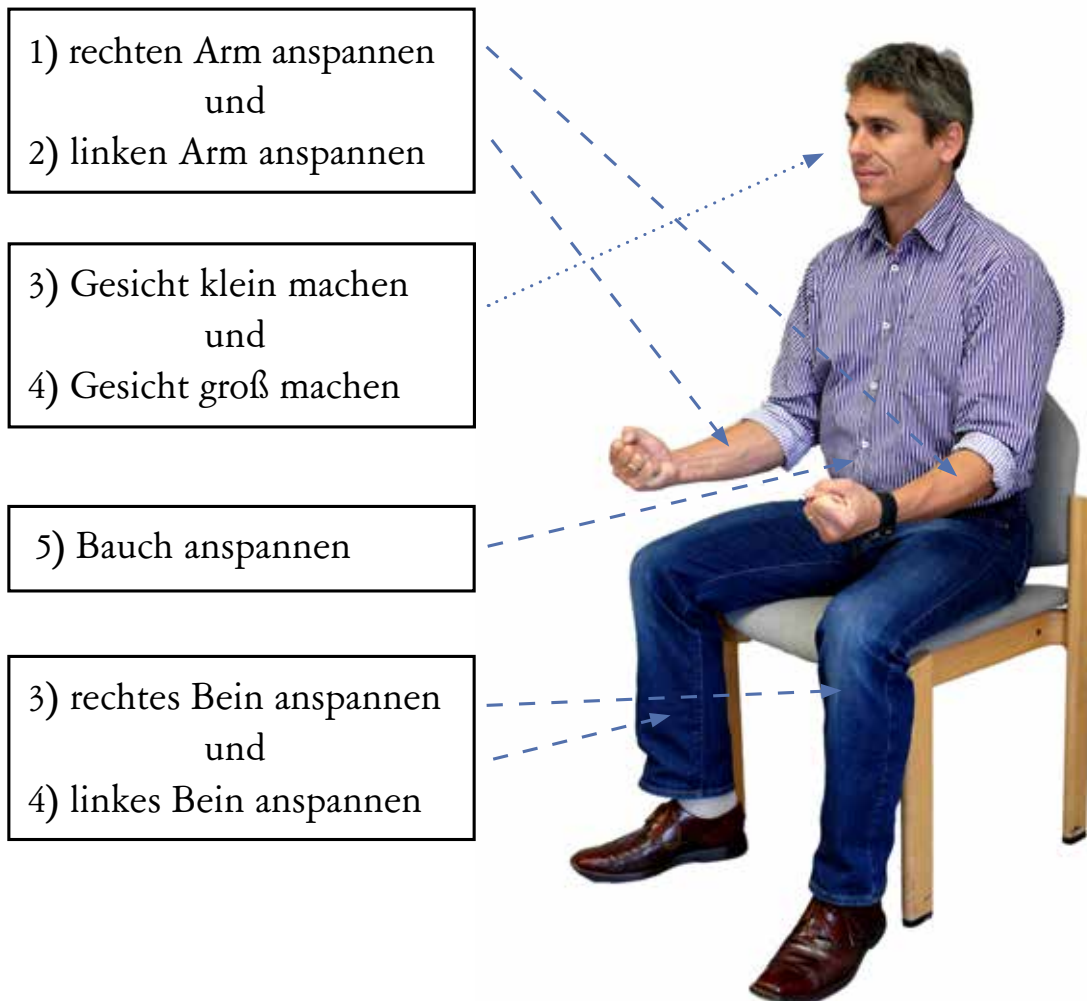 1) rechten Arm anspannen
und
2) linken Arm anspannen
3) Gesicht klein machen
und
4) Gesicht groß machen
5) Bauch anspannen
3) rechtes Bein anspannen
und
4) linkes Bein anspannen